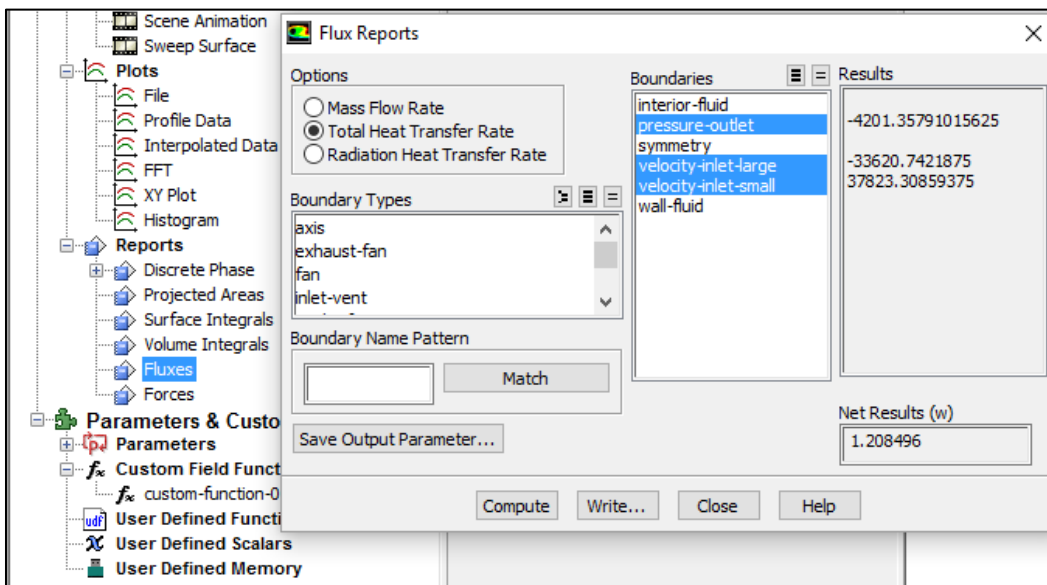 Scene Animation
Sweep Surface
Plots
File
Profile Data
Interpolated Data
FFT
XY Plot
Histogram
Reports
Discrete Phase
Projected Areas
Surface Integrals
Volume Integrals
Fluxes
Forces
Parameters & Custo
Parameters
fx Custom Field Funct
fx custom-function-0
udf User Defined Functi
User Defined Scalars
User Defined Memory
Flux Reports
Options
Mass Flow Rate
Total Heat Transfer Rate
Radiation Heat Transfer Rate
Boundary Types
axis
exhaust-fan
fan
inlet-vent
Boundary Name Pattern
Match
Save Output Parameter...
Boundaries
interior-fluid
pressure-outlet
symmetry
velocity-inlet-large
velocity-inlet-small
wall-fluid
Results
-4201.35791015625
-33620.7421875
37823.30859375
Net Results (w)
1.208496
Compute
Write...
Close
Help